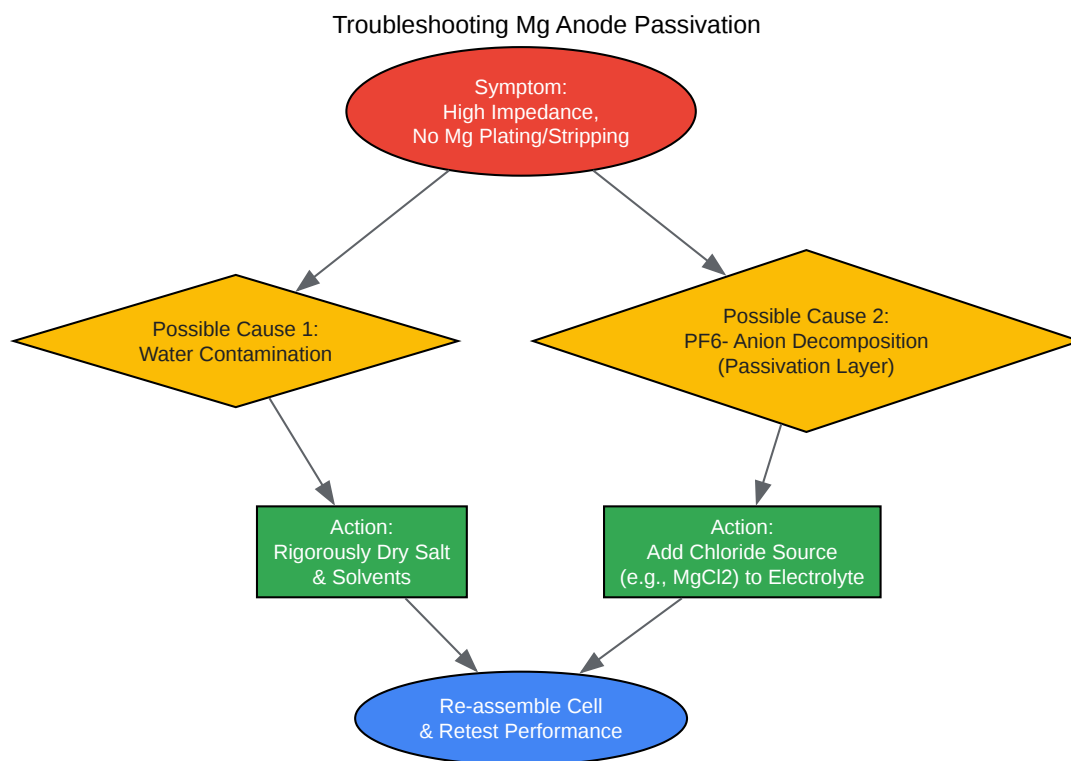 Troubleshooting Mg Anode Passivation
Symptom:
High Impedance,
No Mg Plating/Stripping
Possible Cause 1:
Water Contamination
Possible Cause 2:
PF6- Anion Decomposition
(Passivation Layer)
Action:
Rigorously Dry Salt
& Solvents
Action:
Add Chloride Source
(e.g., MgCl2) to Electrolyte
Re-assemble Cell
& Retest Performance